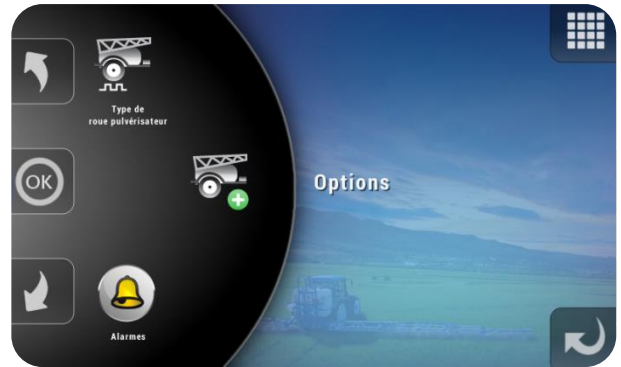 Type de
roue pulvérisateur
OK
Options
Alarmes